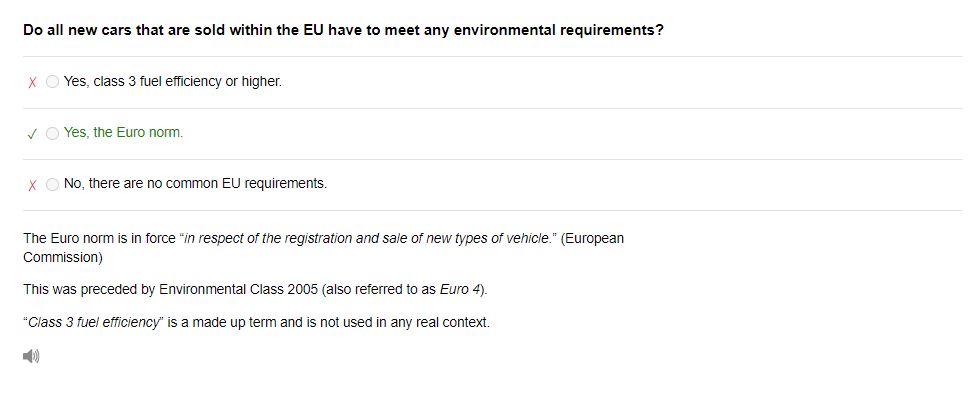 Do all new cars that are sold within the EU have to meet any environmental requirements?
Yes, class 3 fuel efficiency or higher.
Yes, the Euro norm.
No, there are no common EU requirements.
The Euro norm is in force “in respect of the registration and sale of new types of vehicle.” (European
Commission)
This was preceded by Environmental Class 2005 (also referred to as Euro 4).
“Class 3 fuel efficiency” is a made up term and is not used in any real context.